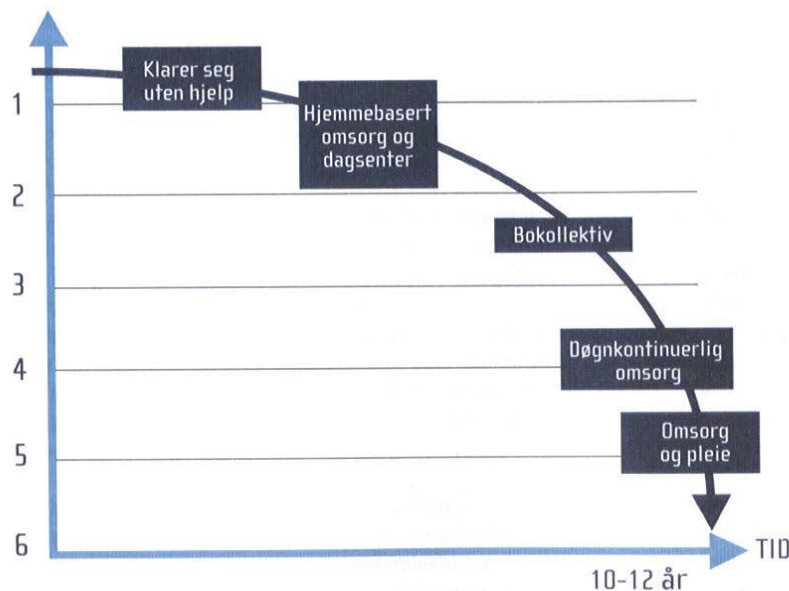 Klarer seg
uten hjelp
1
Hjemmebasert
omsorg og
dagsenter
2
Bokollektiv
3
Døgnkontinuerlig
omsorg
4
Omsorg
og pleie
5
6
TID
10-12 år